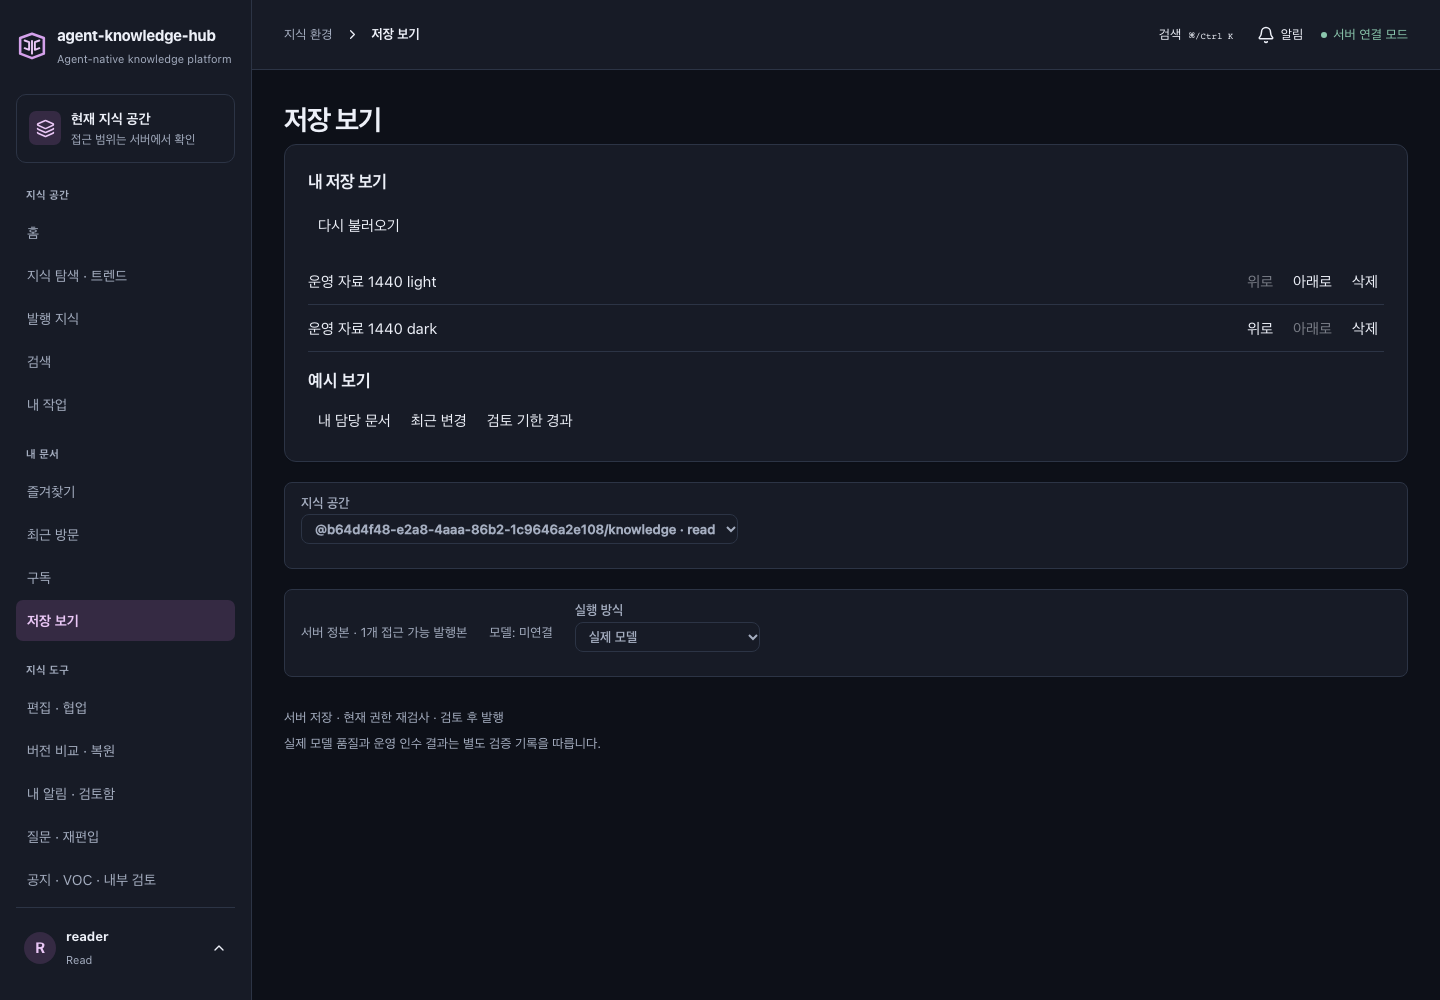 agent-knowledge-hub
Agent-native knowledge platform
현재 지식 공간
접근 범위는 서버에서 확인
지식 공간
홈
지식 탐색 · 트렌드
발행 지식
검색
내 작업
내 문서
즐겨찾기
최근 방문
구독
저장 보기
지식 도구
편집 · 협업
버전 비교 · 복원
내 알림 · 검토함
질문 · 재편입
공지 · VOC · 내부 검토
R
reader
Read
지식 환경 저장 보기
검색 ⌘/Ctrl K 알림 서버 연결 모드
저장 보기
내 저장 보기
다시 불러오기
운영 자료 1440 light 위로 아래로 삭제
운영 자료 1440 dark 위로 아래로 삭제
예시 보기
내 담당 문서 최근 변경 검토 기한 경과
지식 공간
@b64d4f48-e2a8-4aaa-86b2-1c9646a2e108/knowledge · read
서버 정본 · 1개 접근 가능 발행본 모델: 미연결
실행 방식
실제 모델
서버 저장 · 현재 권한 재검사 · 검토 후 발행
실제 모델 품질과 운영 인수 결과는 별도 검증 기록을 따릅니다.